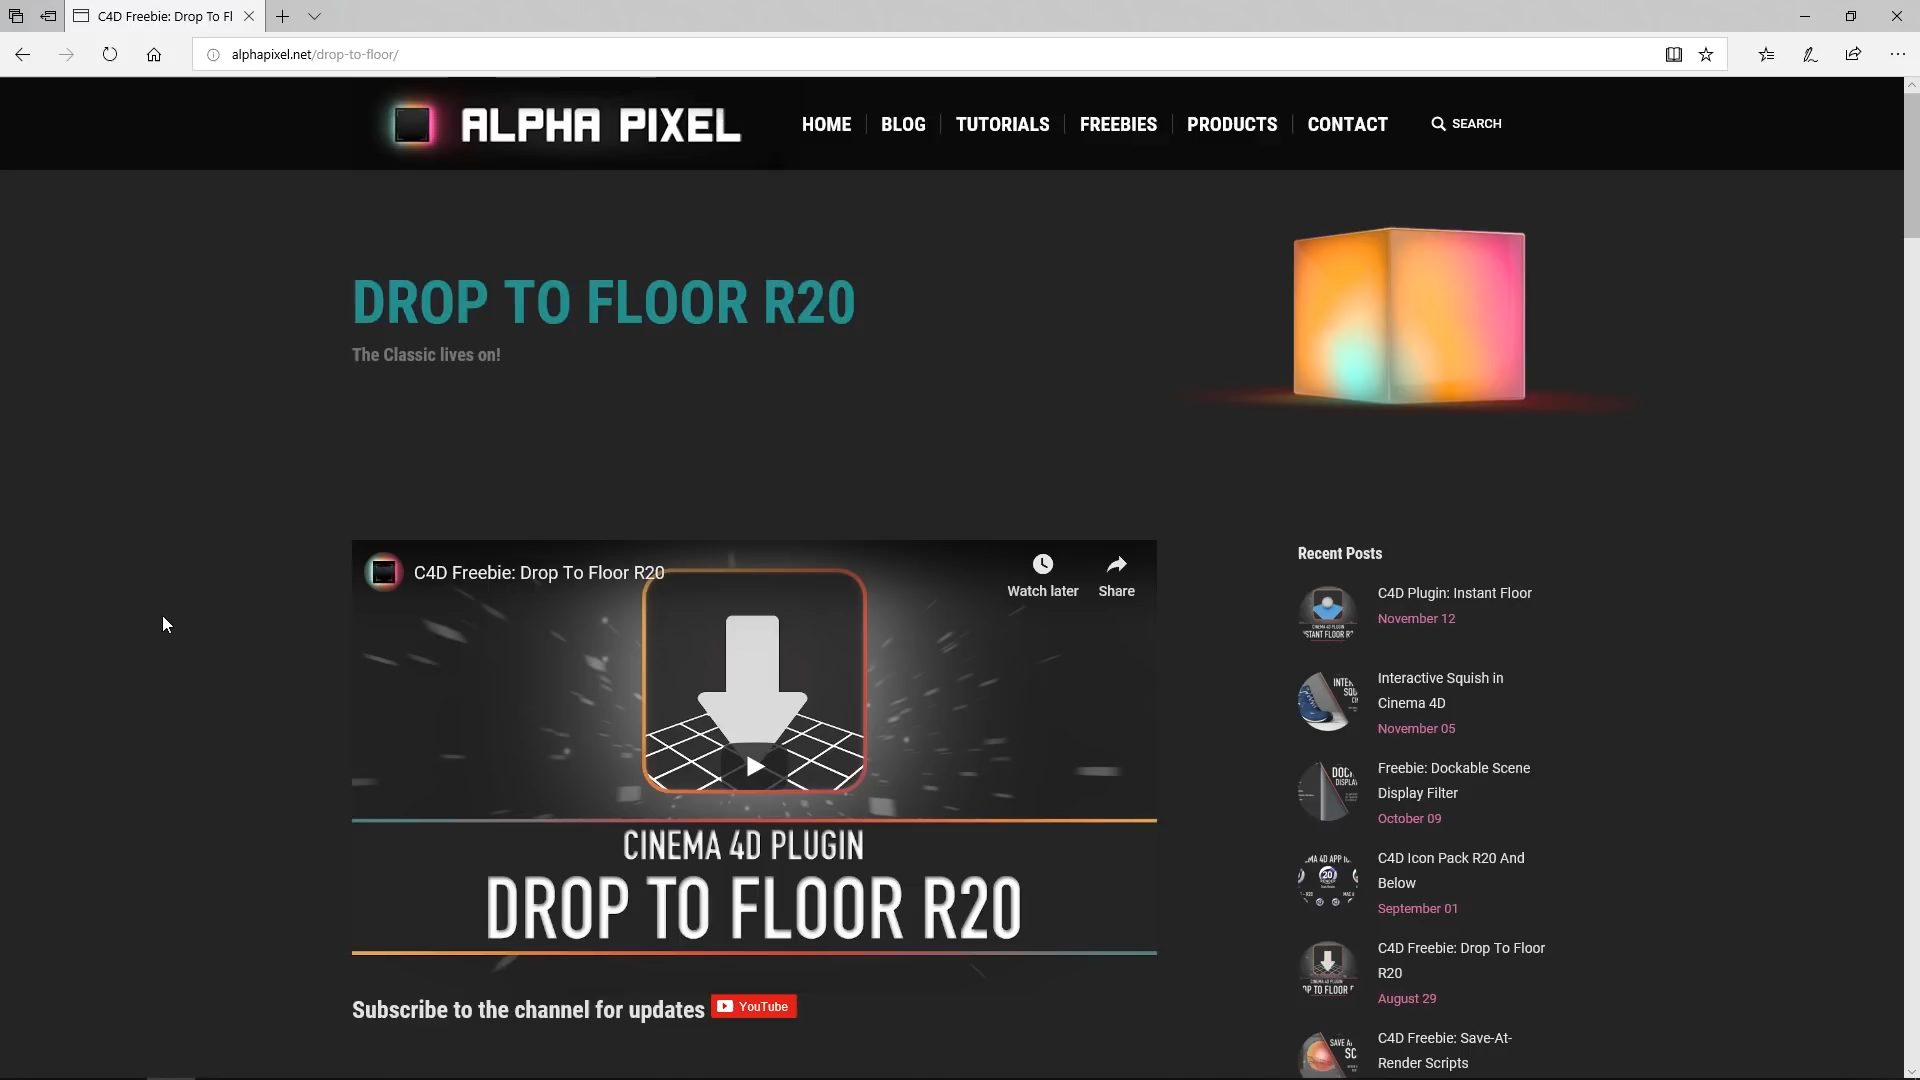 C4D Freebie: Drop To Fl
alphapixel.net/drop-to-floor/
ALPHA PIXEL
HOME
BLOG
TUTORIALS
FREEBIES
PRODUCTS
CONTACT
SEARCH
DROP TO FLOOR R20
The Classic lives on!
C4D Freebie: Drop To Floor R20
Watch later
Share
CINEMA 4D PLUGIN
DROP TO FLOOR R20
Subscribe to the channel for updates
YouTube
Recent Posts
C4D Plugin: Instant Floor
November 12
Interactive Squish in
Cinema 4D
November 05
Freebie: Dockable Scene
Display Filter
October 09
C4D Icon Pack R20 And
Below
September 01
C4D Freebie: Drop To Floor
R20
August 29
C4D Freebie: Save-At-
Render Scripts